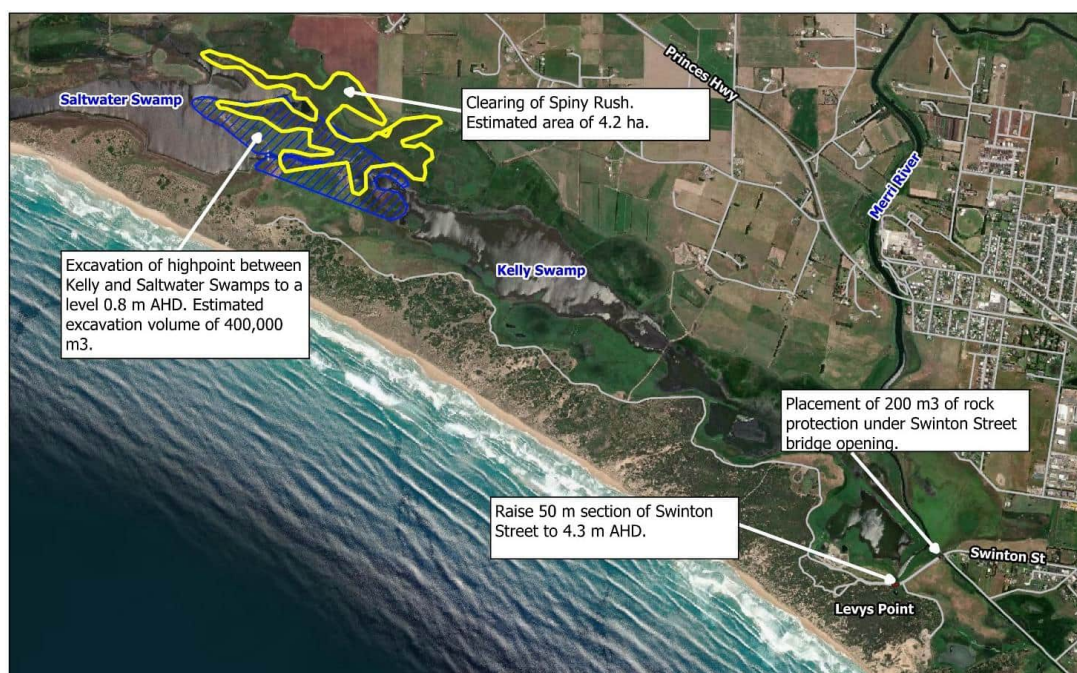 Princes Hwy
Saltwater Swamp
Clearing of Spiny Rush.
Estimated area of 4.2 ha.
Merri River
Excavation of highpoint between
Kelly and Saltwater Swamps to a
level 0.8 m AHD. Estimated
excavation volume of 400,000
m3.
Kelly Swamp
Placement of 200 m3 of rock
protection under Swinton Street
bridge opening.
Raise 50 m section of Swinton
Street to 4.3 m AHD.
Swinton St
Levys Point